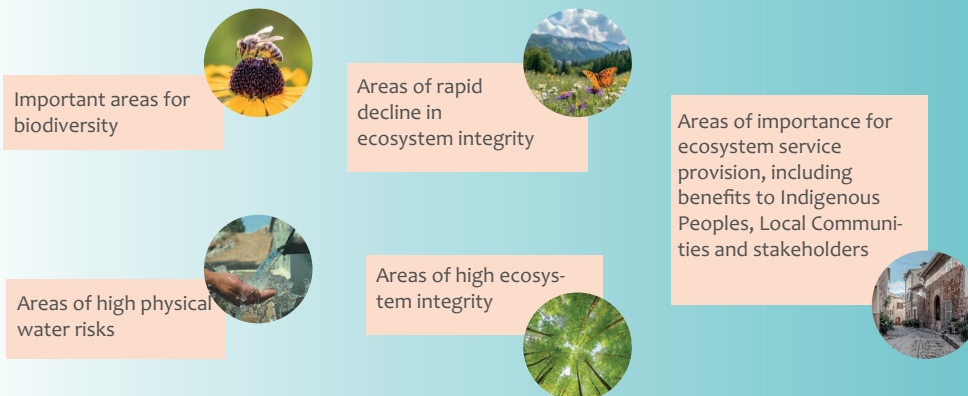 Important areas for
biodiversity
Areas of rapid
decline in
ecosystem integrity
Areas of importance for
ecosystem service
provision, including
benefits to Indigenous
Peoples, Local Communi-
ties and stakeholders
Areas of high physical
water risks
Areas of high ecosys-
tem integrity